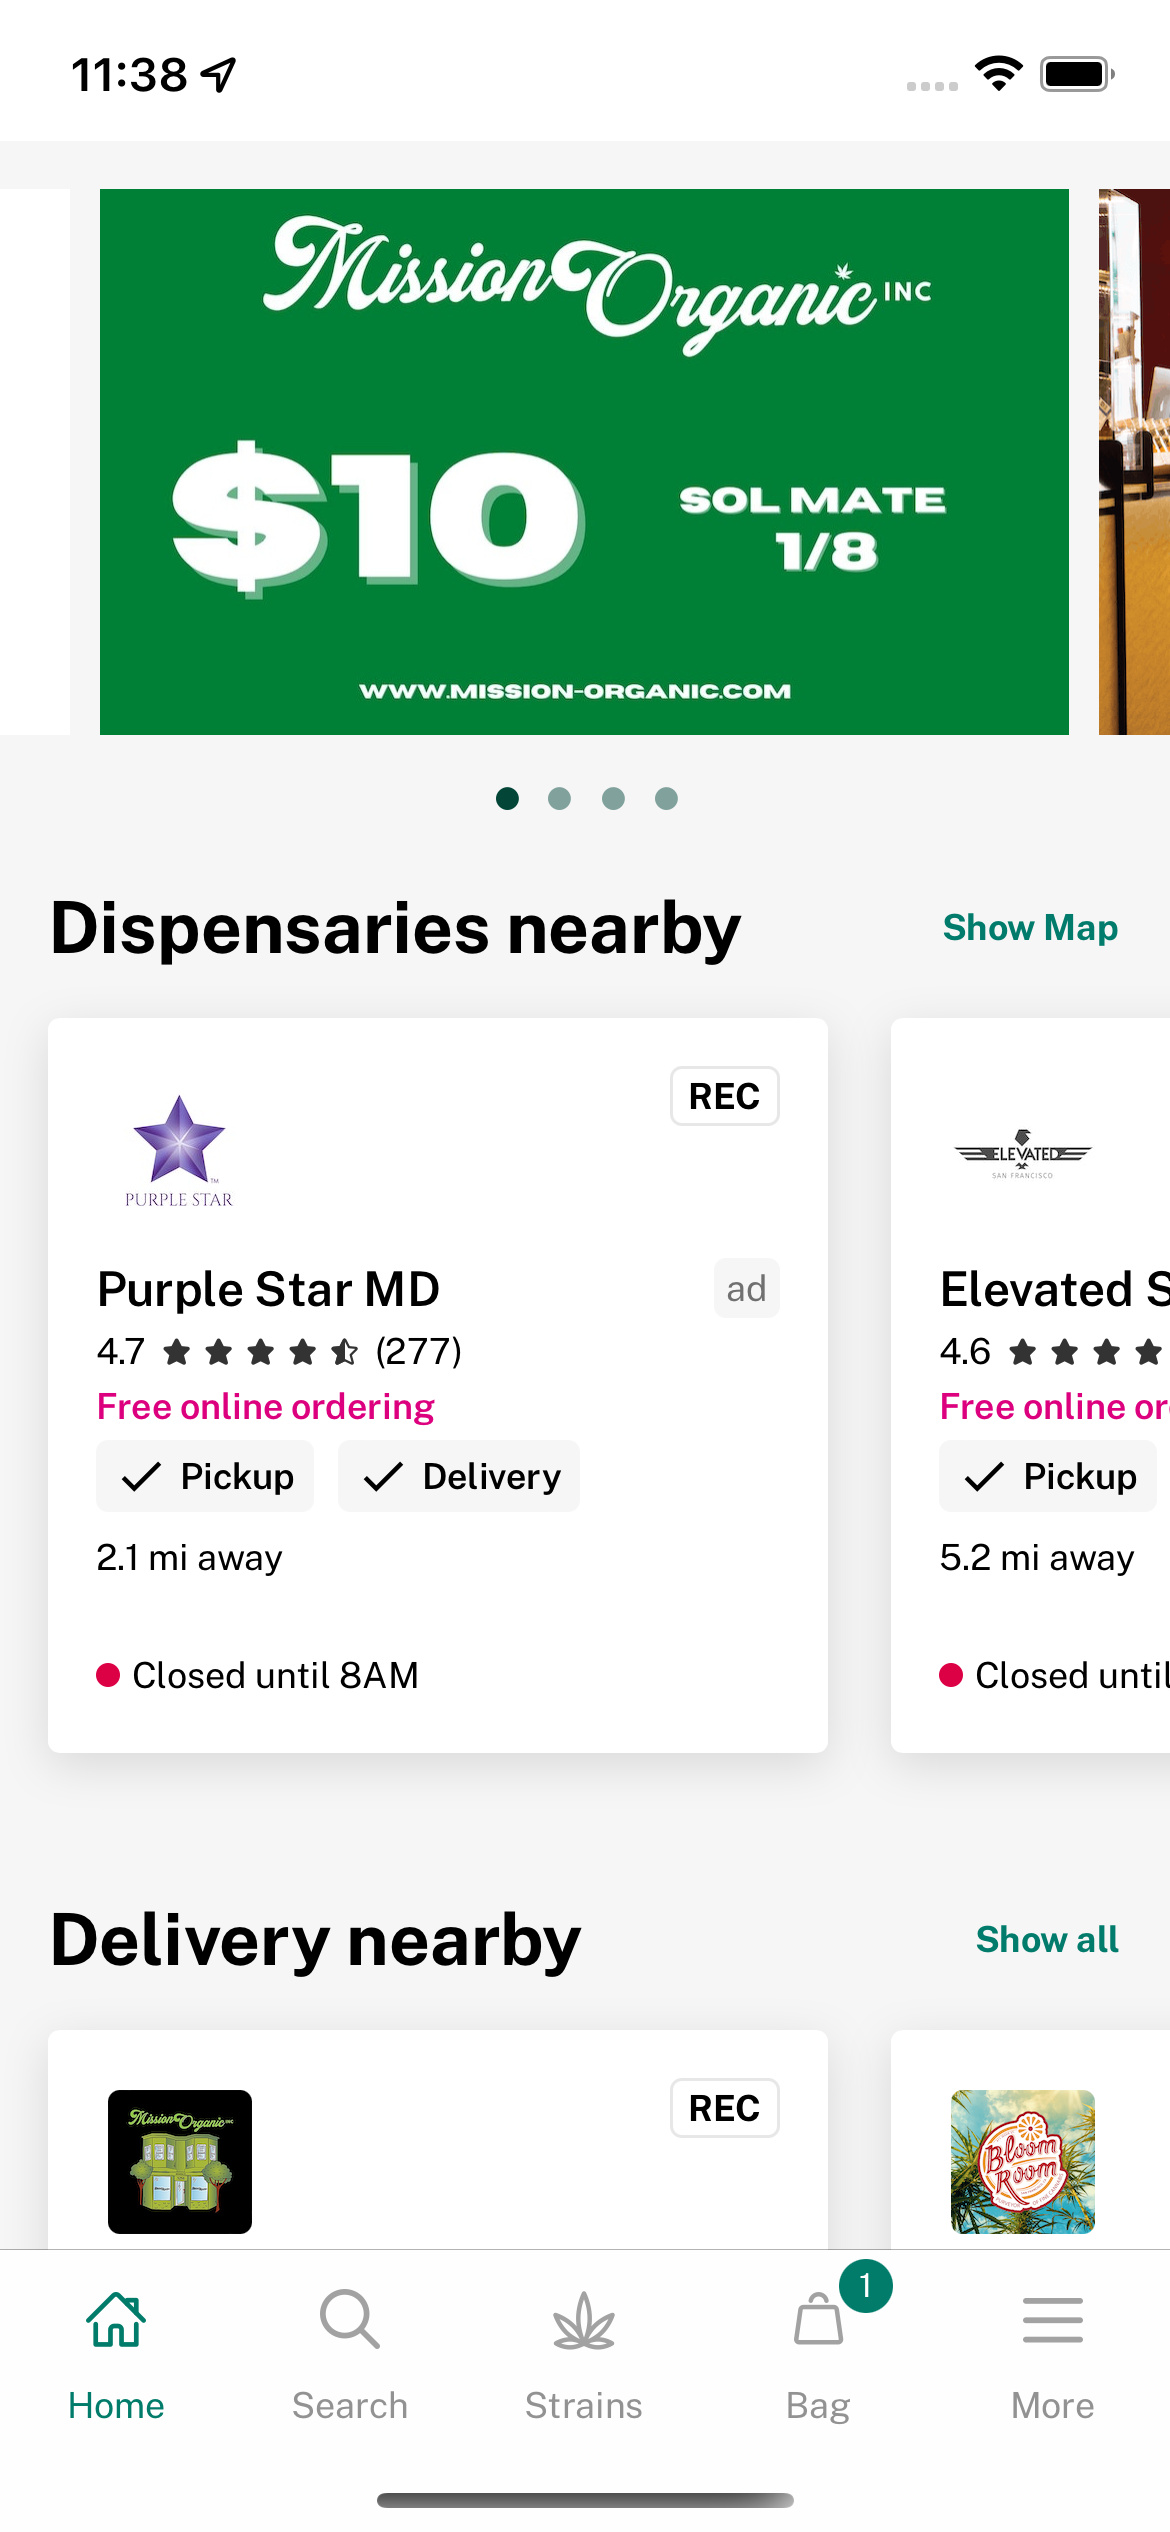 11:38
Mission Organic INC
$10
SOL MATE
1/8
WWW.MISSION-ORGANIC.COM
Dispensaries nearby
Show Map
REC
PURPLE STAR
TM
ELEVATED
SAN FRANCISCO
Purple Star MD
ad
4.7 (277)
Free online ordering
Pickup
Delivery
2.1 mi away
Closed until 8AM
Elevated S
4.6
Free online or
Pickup
5.2 mi away
Closed until
Delivery nearby
Show all
Mission Organic INC
REC
Bloom
Room
1
Home
Search
Strains
Bag
More